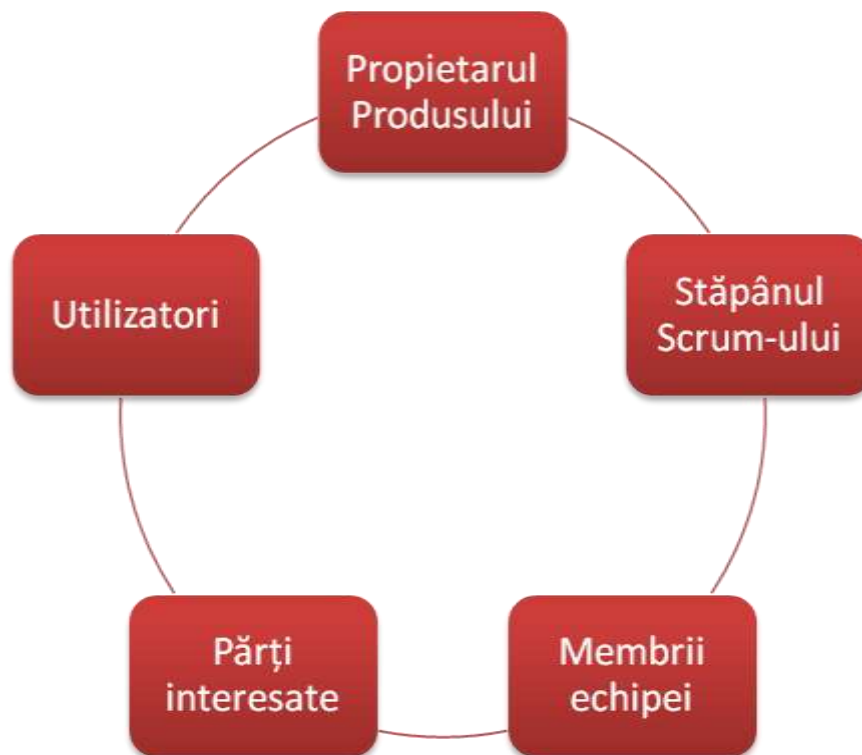 Propietarul
Produsului
Stăpânul
Scrum-ului
Membrii
echipei
Părți
interesate
Utilizatori